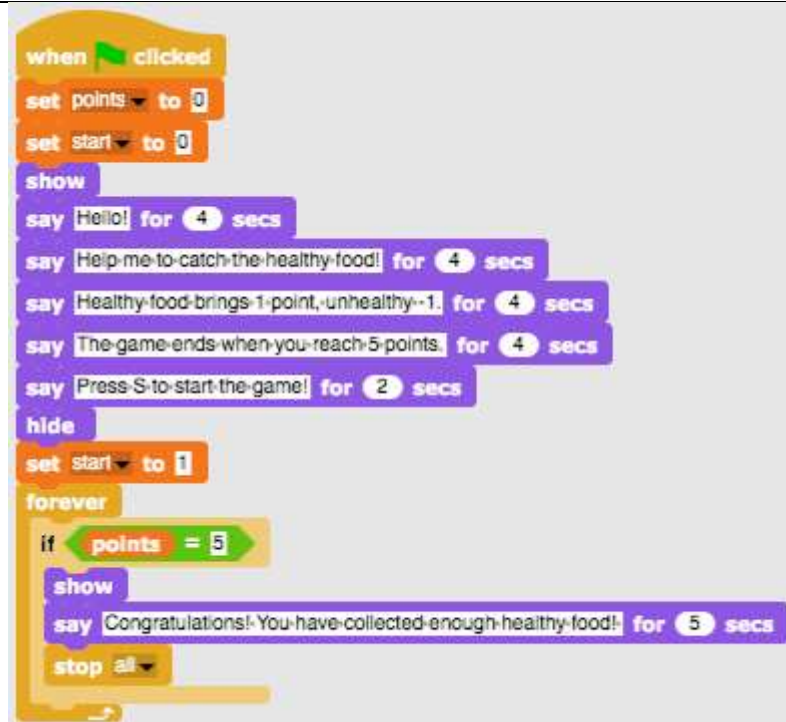 when clicked
set points to 0
set start to 0
show
say Hello! for 4 secs
say Help·me·to·catch·the·healthy·food! for 4 secs
say Healthy·food·brings·1·point,·unhealthy·-1. for 4 secs
say The·game·ends·when·you·reach·5·points. for 4 secs
say Press·S·to·start·the·game! for 2 secs
hide
set start to 1
forever
if points = 5
show
say Congratulations!·You·have·collected·enough·healthy·food!· for 5 secs
stop all